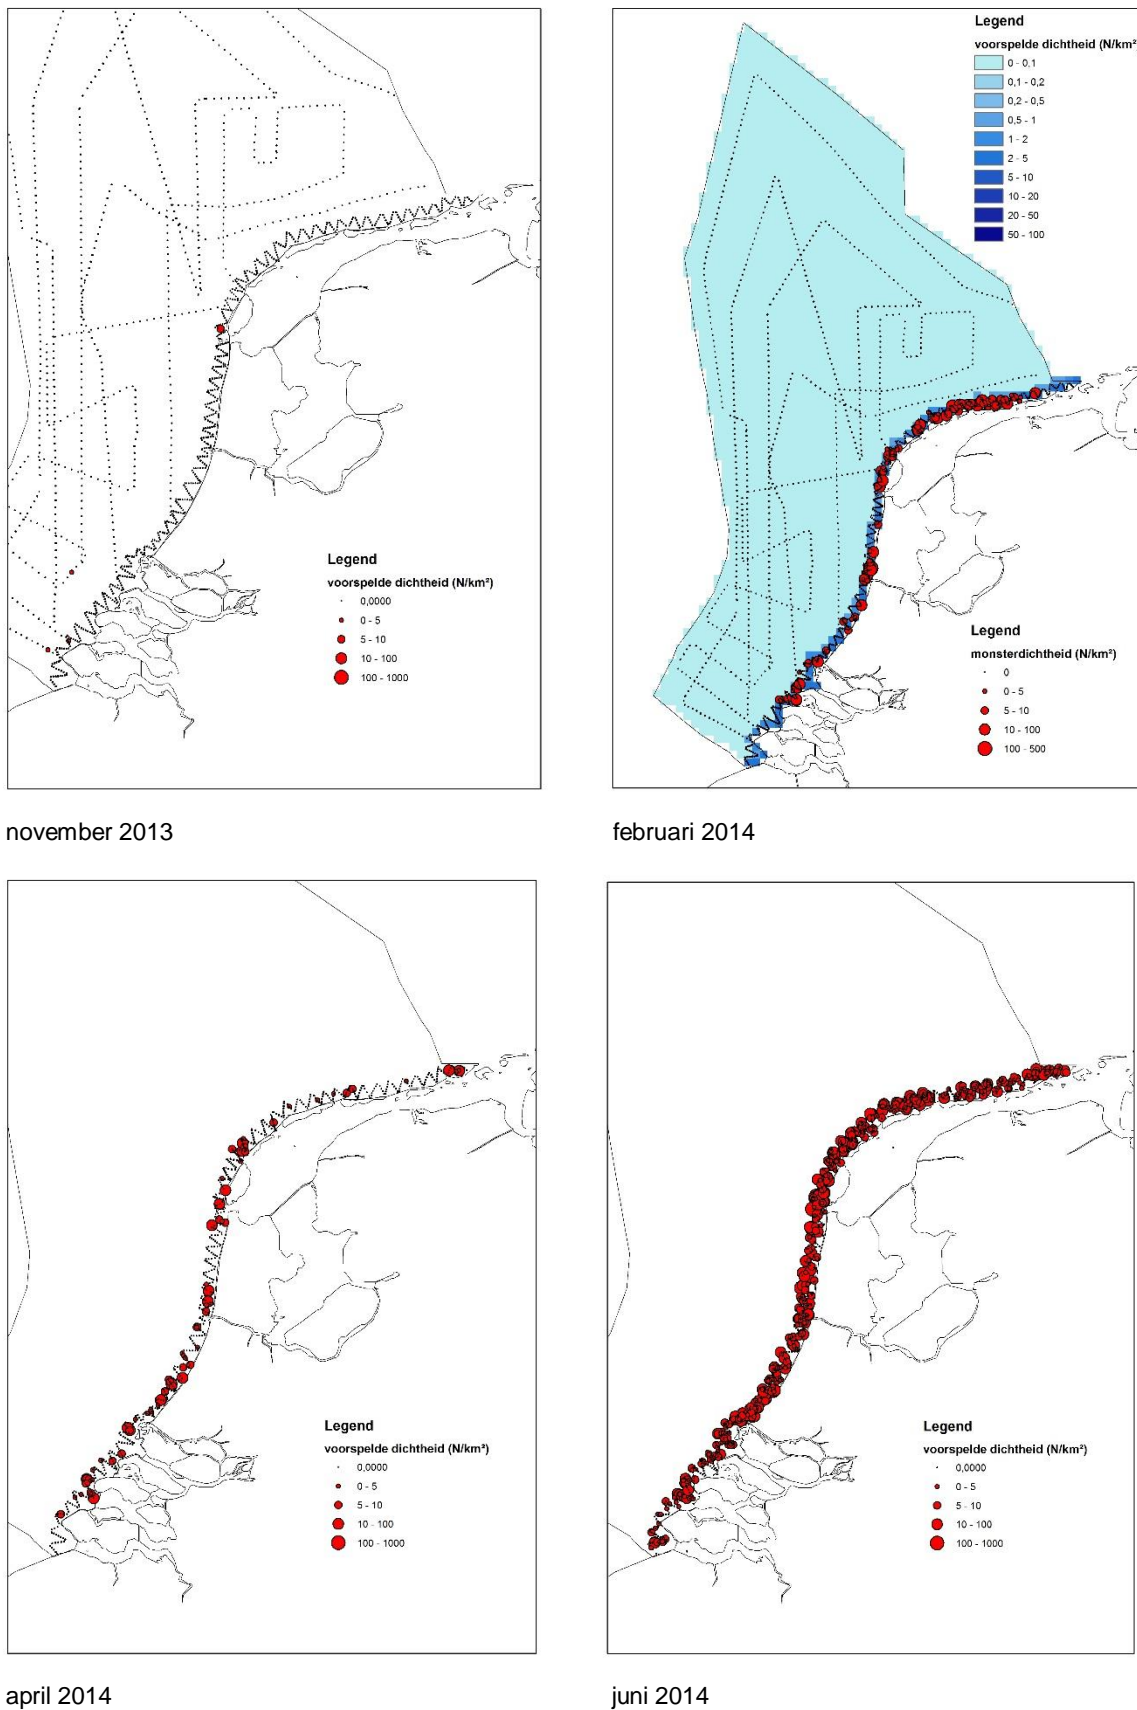 Legend
voorspelde dichtheid (N/km²)
0,0000
0 - 5
5 - 10
10 - 100
100 - 1000
Legend
voorspelde dichtheid (N/km²)
0 - 0,1
0,1 - 0,2
0,2 - 0,5
0,5 - 1
1 - 2
2 - 5
5 - 10
10 - 20
20 - 50
50 - 100
Legend
monsterdichtheid (N/km²)
0
0 - 5
5 - 10
10 - 100
100 - 500
november 2013
februari 2014
Legend
voorspelde dichtheid (N/km²)
0,0000
0 - 5
5 - 10
10 - 100
100 - 1000
Legend
voorspelde dichtheid (N/km²)
0,0000
0 - 5
5 - 10
10 - 100
100 - 1000
april 2014
juni 2014